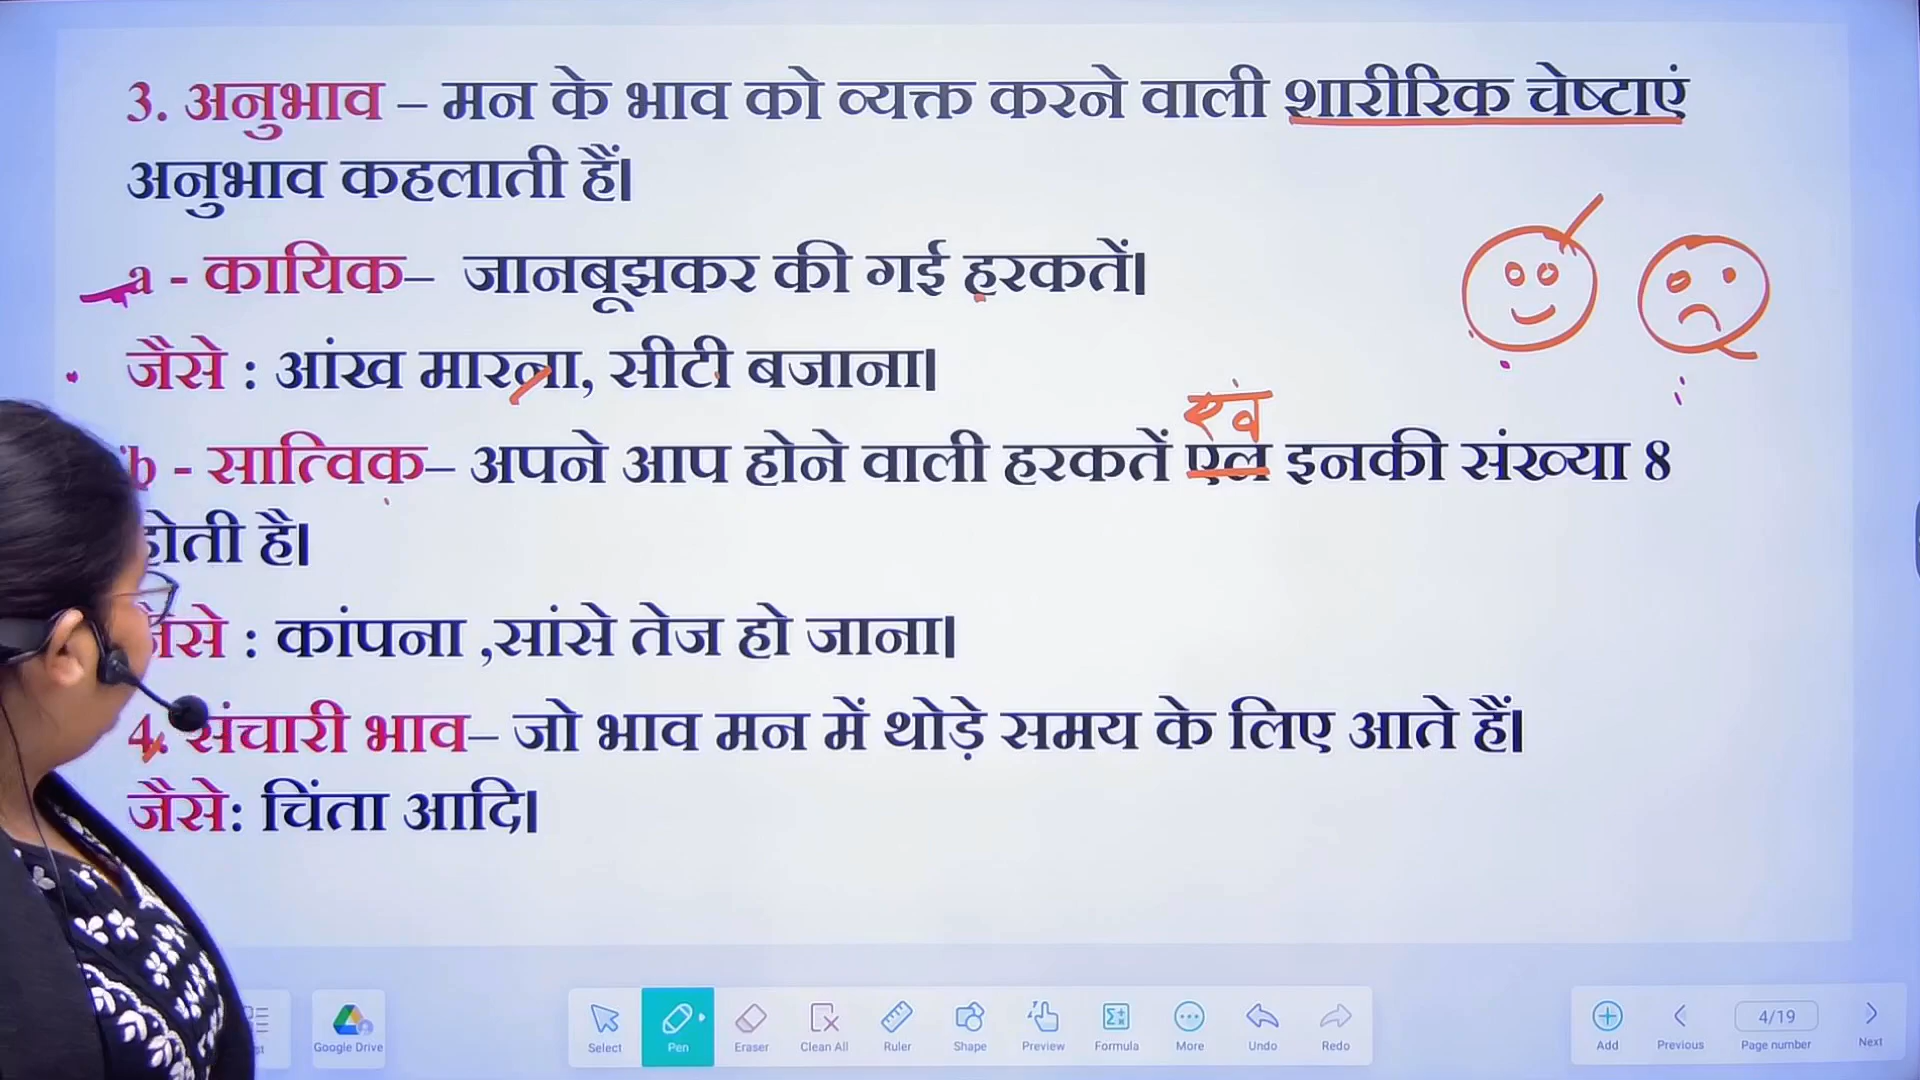 3. अनुभाव – मन के भाव को व्यक्त करने वाली शारीरिक चेष्टाएं
अनुभाव कहलाती हैं।
a - कायिक– जानबूझकर की गई हरकतें।
जैसे : आंख मारना, सीटी बजाना।
एवं
b - सात्विक– अपने आप होने वाली हरकतें एल इनकी संख्या 8
होती है।
जैसे : कांपना ,सांसे तेज हो जाना।
4. संचारी भाव– जो भाव मन में थोड़े समय के लिए आते हैं।
जैसे: चिंता आदि।
Google Drive Select Pen Eraser Clean All Ruler Shape Preview Formula More Undo Redo Add Previous 4/19 Page number Next